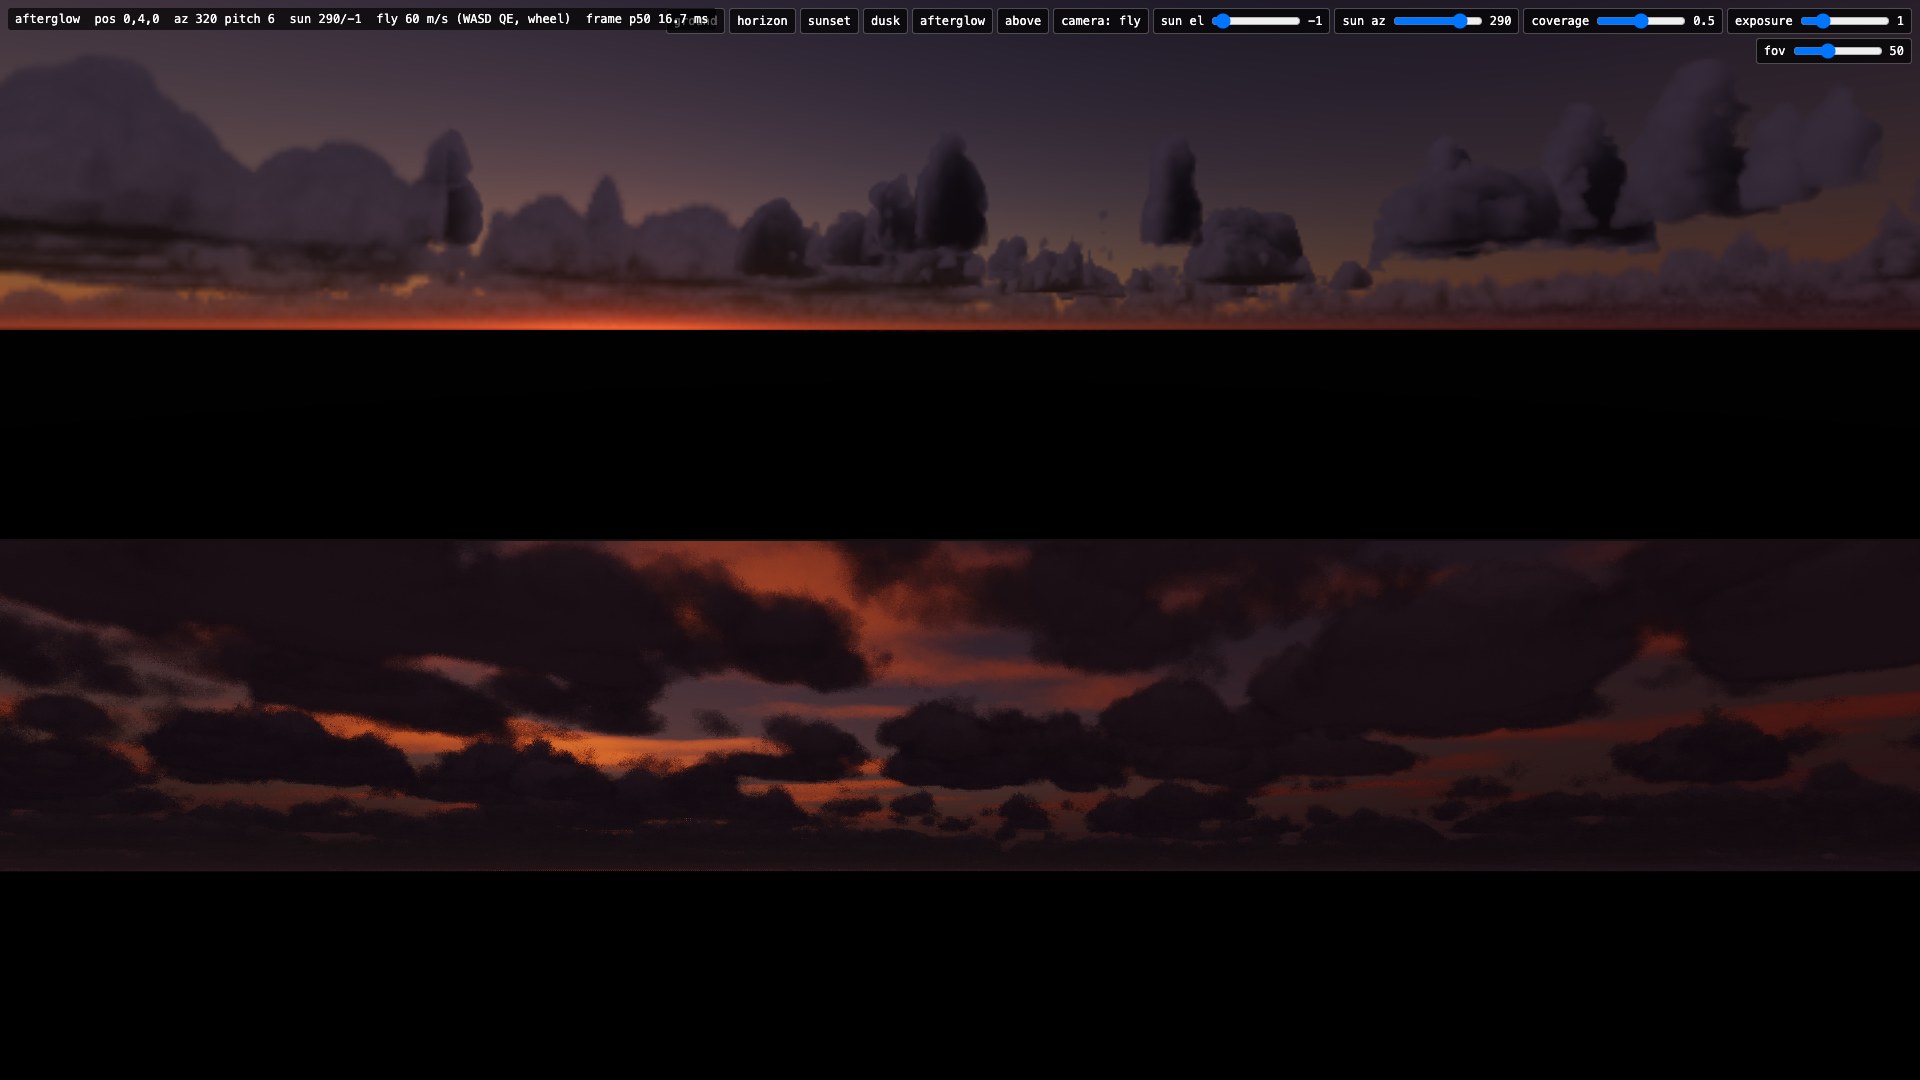 afterglow pos 0,4,0 az 320 pitch 6 sun 290/−1 fly 60 m/s (WASD QE, wheel) frame p50 16.7 ms horizon sunset dusk afterglow above camera: fly sun el −1 sun az 290 coverage 0.5 exposure 1
fov 50